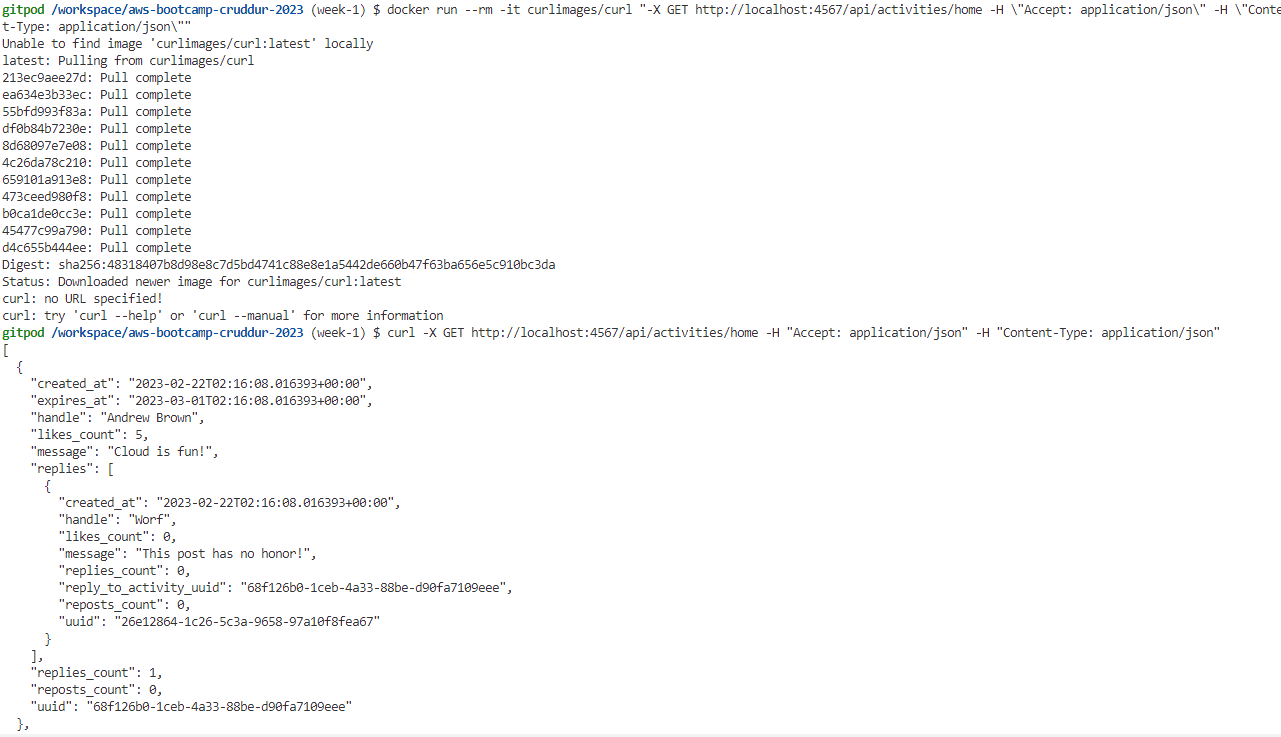 gitpod /workspace/aws-bootcamp-cruddur-2023 (week-1) $ docker run --rm -it curlimages/curl "-X GET http://localhost:4567/api/activities/home -H \"Accept: application/json\" -H \"Conte
t-Type: application/json\""
Unable to find image 'curlimages/curl:latest' locally
latest: Pulling from curlimages/curl
213ec9aee27d: Pull complete
ea634e3b33ec: Pull complete
55bfd993f83a: Pull complete
df0b84b7230e: Pull complete
8d68097e7e08: Pull complete
4c26da78c210: Pull complete
659101a913e8: Pull complete
473ceed980f8: Pull complete
b0ca1de0cc3e: Pull complete
45477c99a790: Pull complete
d4c655b444ee: Pull complete
Digest: sha256:48318407b8d98e8c7d5bd4741c88e8e1a5442de660b47f63ba656e5c910bc3da
Status: Downloaded newer image for curlimages/curl:latest
curl: no URL specified!
curl: try 'curl --help' or 'curl --manual' for more information
gitpod /workspace/aws-bootcamp-cruddur-2023 (week-1) $ curl -X GET http://localhost:4567/api/activities/home -H "Accept: application/json" -H "Content-Type: application/json"
[
  {
    "created_at": "2023-02-22T02:16:08.016393+00:00",
    "expires_at": "2023-03-01T02:16:08.016393+00:00",
    "handle": "Andrew Brown",
    "likes_count": 5,
    "message": "Cloud is fun!",
    "replies": [
      {
        "created_at": "2023-02-22T02:16:08.016393+00:00",
        "handle": "Worf",
        "likes_count": 0,
        "message": "This post has no honor!",
        "replies_count": 0,
        "reply_to_activity_uuid": "68f126b0-1ceb-4a33-88be-d90fa7109eee",
        "reposts_count": 0,
        "uuid": "26e12864-1c26-5c3a-9658-97a10f8fea67"
      }
    ],
    "replies_count": 1,
    "reposts_count": 0,
    "uuid": "68f126b0-1ceb-4a33-88be-d90fa7109eee"
  },